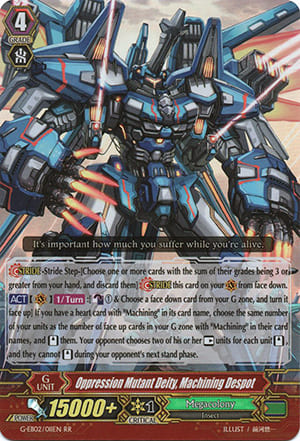 4
GRADE
It's important how much you suffer while you're alive.
STRIDE-Stride Step-[Choose one or more cards with the sum of their grades being 3 or
greater from your hand, and discard them] STRIDE this card on your from face down.
ACT 1/Turn :[ 1 & Choose a face down card from your G zone, and turn it
face up] If you have a heart card with "Machining" in its card name, choose the same number
of your units as the number of face up cards in your G zone with "Machining" in their card
names, and them. Your opponent chooses two of his or her units for each unit
and they cannot during your opponent's next stand phase.
G
UNIT
Oppression Mutant Deity, Machining Despot
POWER 15000+
1
CRITICAL
Megacolony
Insect
G-EB02/011EN RR
ILLUST /